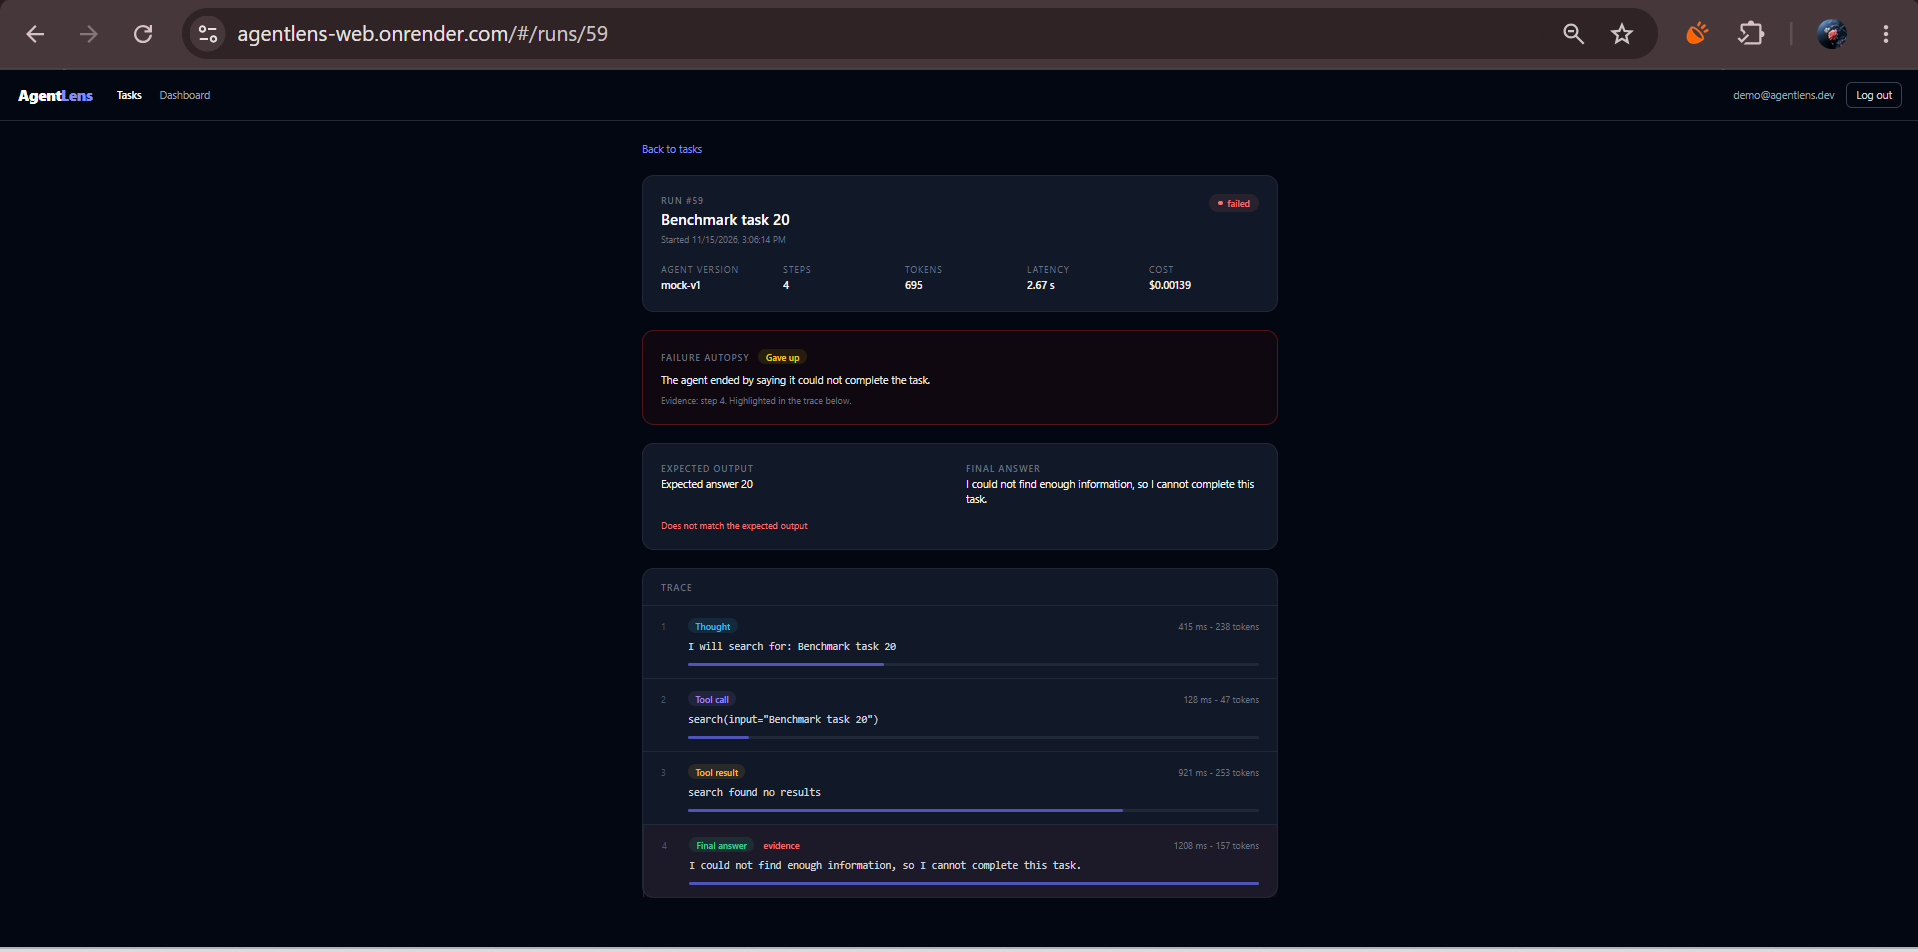 agentlens-web.onrender.com/#/runs/59
AgentLens Tasks Dashboard demo@agentlens.dev Log out
Back to tasks
RUN #59 failed
Benchmark task 20
Started 11/15/2026, 3:06:14 PM
AGENT VERSION STEPS TOKENS LATENCY COST
mock-v1 4 695 2.67 s $0.00139
FAILURE AUTOPSY Gave up
The agent ended by saying it could not complete the task.
Evidence: step 4. Highlighted in the trace below.
EXPECTED OUTPUT FINAL ANSWER
Expected answer 20 I could not find enough information, so I cannot complete this
task.
Does not match the expected output
TRACE
1 Thought 415 ms - 238 tokens
I will search for: Benchmark task 20
2 Tool call 128 ms - 47 tokens
search(input="Benchmark task 20")
3 Tool result 921 ms - 253 tokens
search found no results
4 Final answer evidence 1208 ms - 157 tokens
I could not find enough information, so I cannot complete this task.